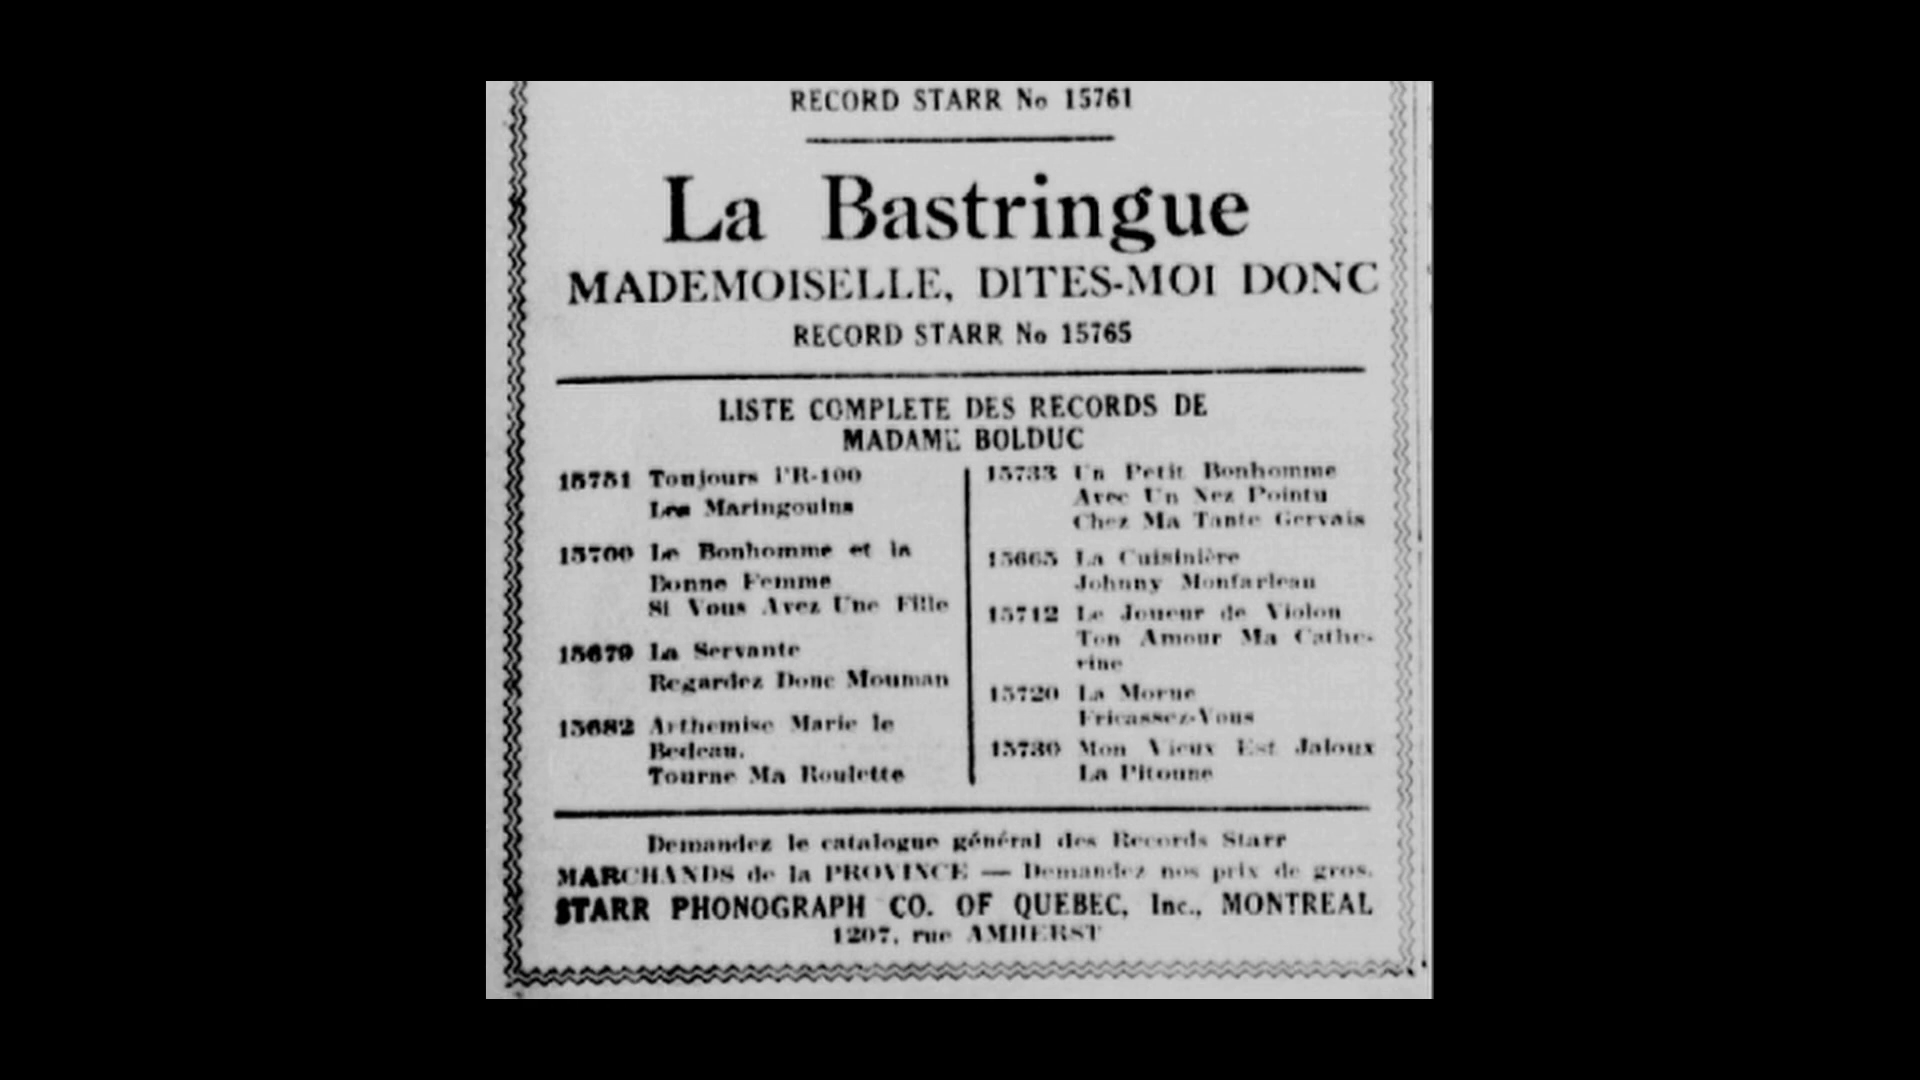 RECORD STARR No 15761
La Bastringue
MADEMOISELLE, DITES-MOI DONC
RECORD STARR No 15765
LISTE COMPLETE DES RECORDS DE
MADAME BOLDUC
15751 Toujours l'R-100
Les Maringouins
15700 Le Bonhomme et la
Bonne Femme
Si Vous Avez Une Fille
15679 La Servante
Regardez Donc Mouman
15682 Arthemise Marie le
Bedeau.
Tourne Ma Roulette
15733 Un Petit Bonhomme
Avec Un Nez Pointu
Chez Ma Tante Gervais
15665 La Cuisinière
Johnny Monfarleau
15712 Le Joueur de Violon
Ton Amour Ma Cathe-
rine
15720 La Morue
Fricassez-Vous
15730 Mon Vieux Est Jaloux
La Pitoune
Demandez le catalogue général des Records Starr
MARCHANDS de la PROVINCE — Demandez nos prix de gros.
STARR PHONOGRAPH CO. OF QUEBEC, Inc., MONTREAL
1207, rue AMHERST